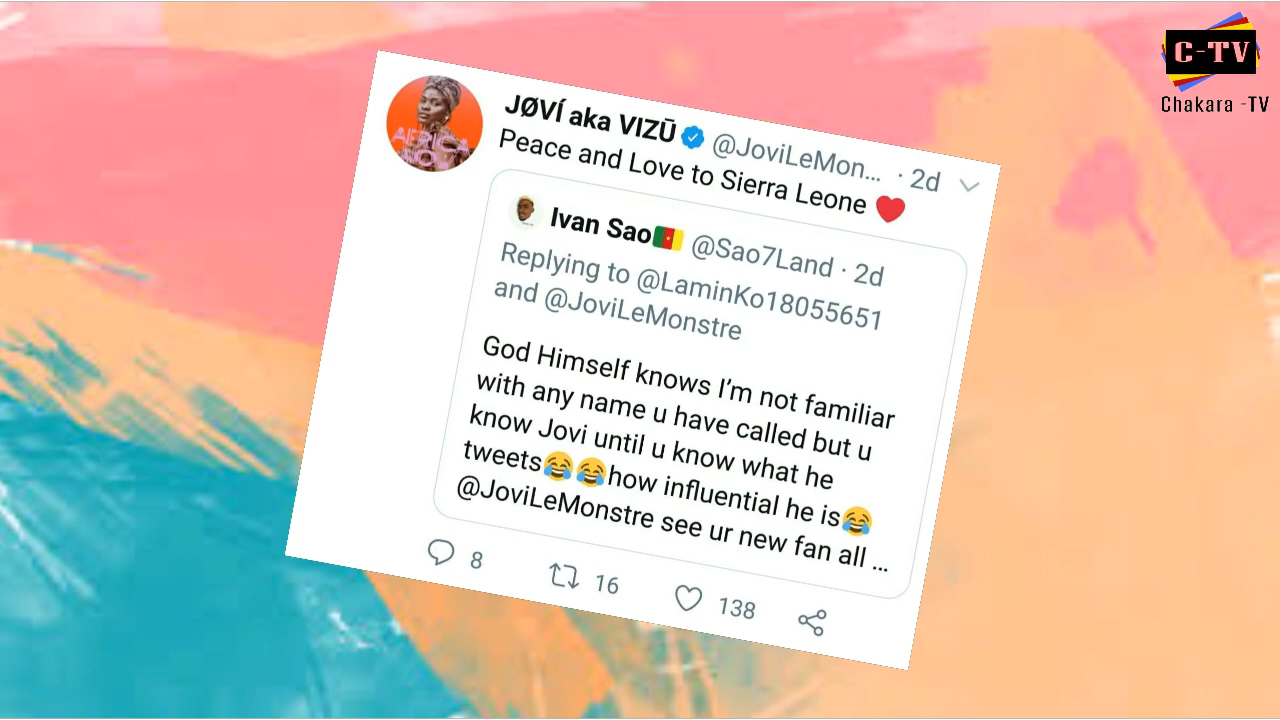 C-TV
Chakara -TV
JØVÍ aka VIZŪ @JoviLeMon... · 2d
Peace and Love to Sierra Leone ❤️
Ivan Sao🇨🇲 @Sao7Land · 2d
Replying to @LaminKo18055651
and @JoviLeMonstre
God Himself knows I'm not familiar
with any name u have called but u
know Jovi until u know what he
tweets😂😂how influential he is😂
@JoviLeMonstre see ur new fan all ...
8 16 138
AFRICA